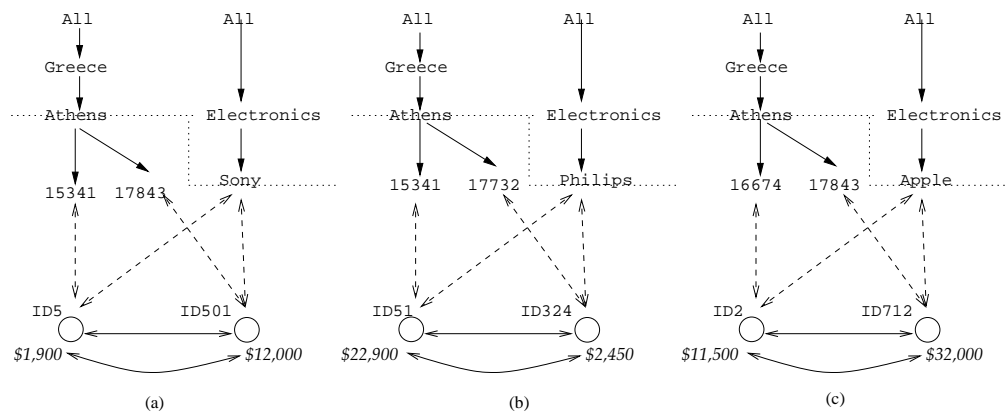 All All All All All All
Greece Greece Greece
Athens Electronics Athens Electronics Athens Electronics
15341 17843 Sony 15341 17732 Philips 16674 17843 Apple
ID5 ID501 ID51 ID324 ID2 ID712
$1,900 $12,000 $22,900 $2,450 $11,500 $32,000
(a) (b) (c)